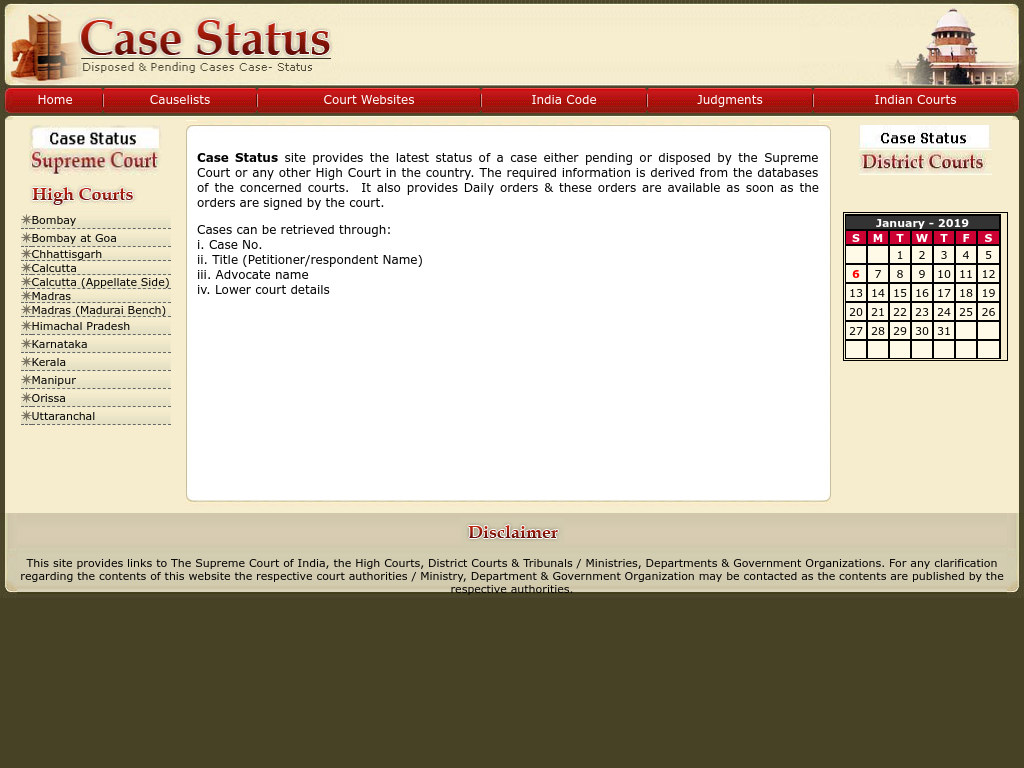 Case Status
Disposed & Pending Cases Case- Status
Home Causelists Court Websites India Code Judgments Indian Courts
Case Status
Supreme Court
High Courts
Bombay
Bombay at Goa
Chhattisgarh
Calcutta
Calcutta (Appellate Side)
Madras
Madras (Madurai Bench)
Himachal Pradesh
Karnataka
Kerala
Manipur
Orissa
Uttaranchal
Case Status site provides the latest status of a case either pending or disposed by the Supreme
Court or any other High Court in the country. The required information is derived from the databases
of the concerned courts. It also provides Daily orders & these orders are available as soon as the
orders are signed by the court.
Cases can be retrieved through:
i. Case No.
ii. Title (Petitioner/respondent Name)
iii. Advocate name
iv. Lower court details
Case Status
District Courts
January - 2019
S M T W T F S
1 2 3 4 5
6 7 8 9 10 11 12
13 14 15 16 17 18 19
20 21 22 23 24 25 26
27 28 29 30 31
Disclaimer
This site provides links to The Supreme Court of India, the High Courts, District Courts & Tribunals / Ministries, Departments & Government Organizations. For any clarification
regarding the contents of this website the respective court authorities / Ministry, Department & Government Organization may be contacted as the contents are published by the
respective authorities.